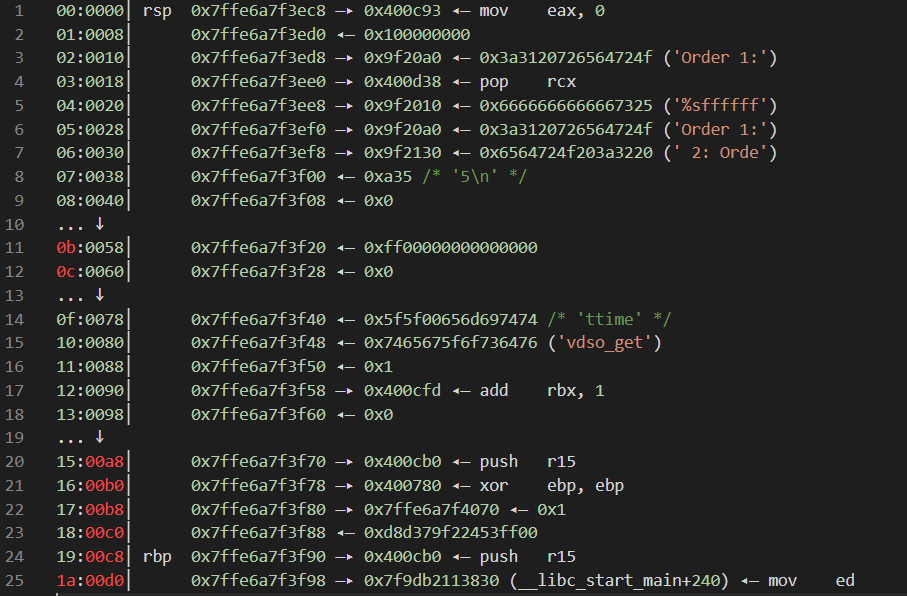 1 00:0000| rsp 0x7ffe6a7f3ec8 —▸ 0x400c93 ◂— mov eax, 0
2 01:0008| 0x7ffe6a7f3ed0 ◂— 0x100000000
3 02:0010| 0x7ffe6a7f3ed8 —▸ 0x9f20a0 ◂— 0x3a3120726564724f ('Order 1:')
4 03:0018| 0x7ffe6a7f3ee0 —▸ 0x400d38 ◂— pop rcx
5 04:0020| 0x7ffe6a7f3ee8 —▸ 0x9f2010 ◂— 0x6666666666667325 ('%sffffff')
6 05:0028| 0x7ffe6a7f3ef0 —▸ 0x9f20a0 ◂— 0x3a3120726564724f ('Order 1:')
7 06:0030| 0x7ffe6a7f3ef8 —▸ 0x9f2130 ◂— 0x6564724f203a3220 (' 2: Orde')
8 07:0038| 0x7ffe6a7f3f00 ◂— 0xa35 /* '5\n' */
9 08:0040| 0x7ffe6a7f3f08 ◂— 0x0
10 ... ↓
11 0b:0058| 0x7ffe6a7f3f20 ◂— 0xff00000000000000
12 0c:0060| 0x7ffe6a7f3f28 ◂— 0x0
13 ... ↓
14 0f:0078| 0x7ffe6a7f3f40 ◂— 0x5f5f00656d697474 /* 'ttime' */
15 10:0080| 0x7ffe6a7f3f48 ◂— 0x7465675f6f736476 ('vdso_get')
16 11:0088| 0x7ffe6a7f3f50 ◂— 0x1
17 12:0090| 0x7ffe6a7f3f58 —▸ 0x400cfd ◂— add rbx, 1
18 13:0098| 0x7ffe6a7f3f60 ◂— 0x0
19 ... ↓
20 15:00a8| 0x7ffe6a7f3f70 —▸ 0x400cb0 ◂— push r15
21 16:00b0| 0x7ffe6a7f3f78 —▸ 0x400780 ◂— xor ebp, ebp
22 17:00b8| 0x7ffe6a7f3f80 —▸ 0x7ffe6a7f4070 ◂— 0x1
23 18:00c0| 0x7ffe6a7f3f88 ◂— 0xd8d379f22453ff00
24 19:00c8| rbp 0x7ffe6a7f3f90 —▸ 0x400cb0 ◂— push r15
25 1a:00d0| 0x7ffe6a7f3f98 —▸ 0x7f9db2113830 (__libc_start_main+240) ◂— mov ed